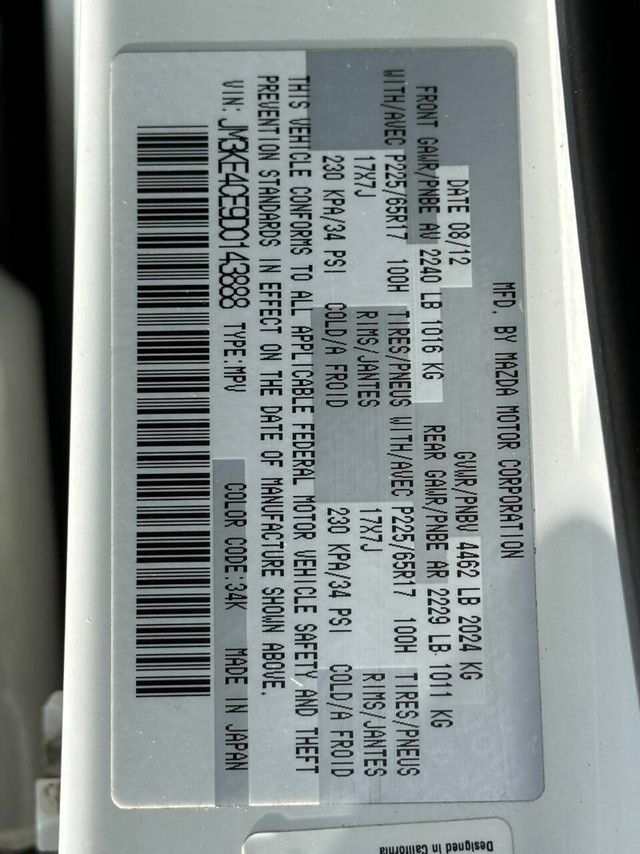 MFD. BY MAZDA MOTOR CORPORATION
DATE 08/12 GVWR/PNBV 4462 LB 2024 KG
FRONT GAWR/PNBE AV 2240 LB 1016 KG REAR GAWR/PNBE AR 2229 LB 1011 KG
WITH/AVEC P225/65R17 100H TIRES/PNEUS WITH/AVEC P225/65R17 100H TIRES/PNEUS
17X7J RIMS/JANTES 17X7J RIMS/JANTES
230 KPA/34 PSI COLD/A FROID 230 KPA/34 PSI COLD/A FROID
THIS VEHICLE CONFORMS TO ALL APPLICABLE FEDERAL MOTOR VEHICLE SAFETY AND THEFT
PREVENTION STANDARDS IN EFFECT ON THE DATE OF MANUFACTURE SHOWN ABOVE.
VIN: JM3KE4CE9D0143888 TYPE:MPV COLOR CODE:34K MADE IN JAPAN
Designed in California